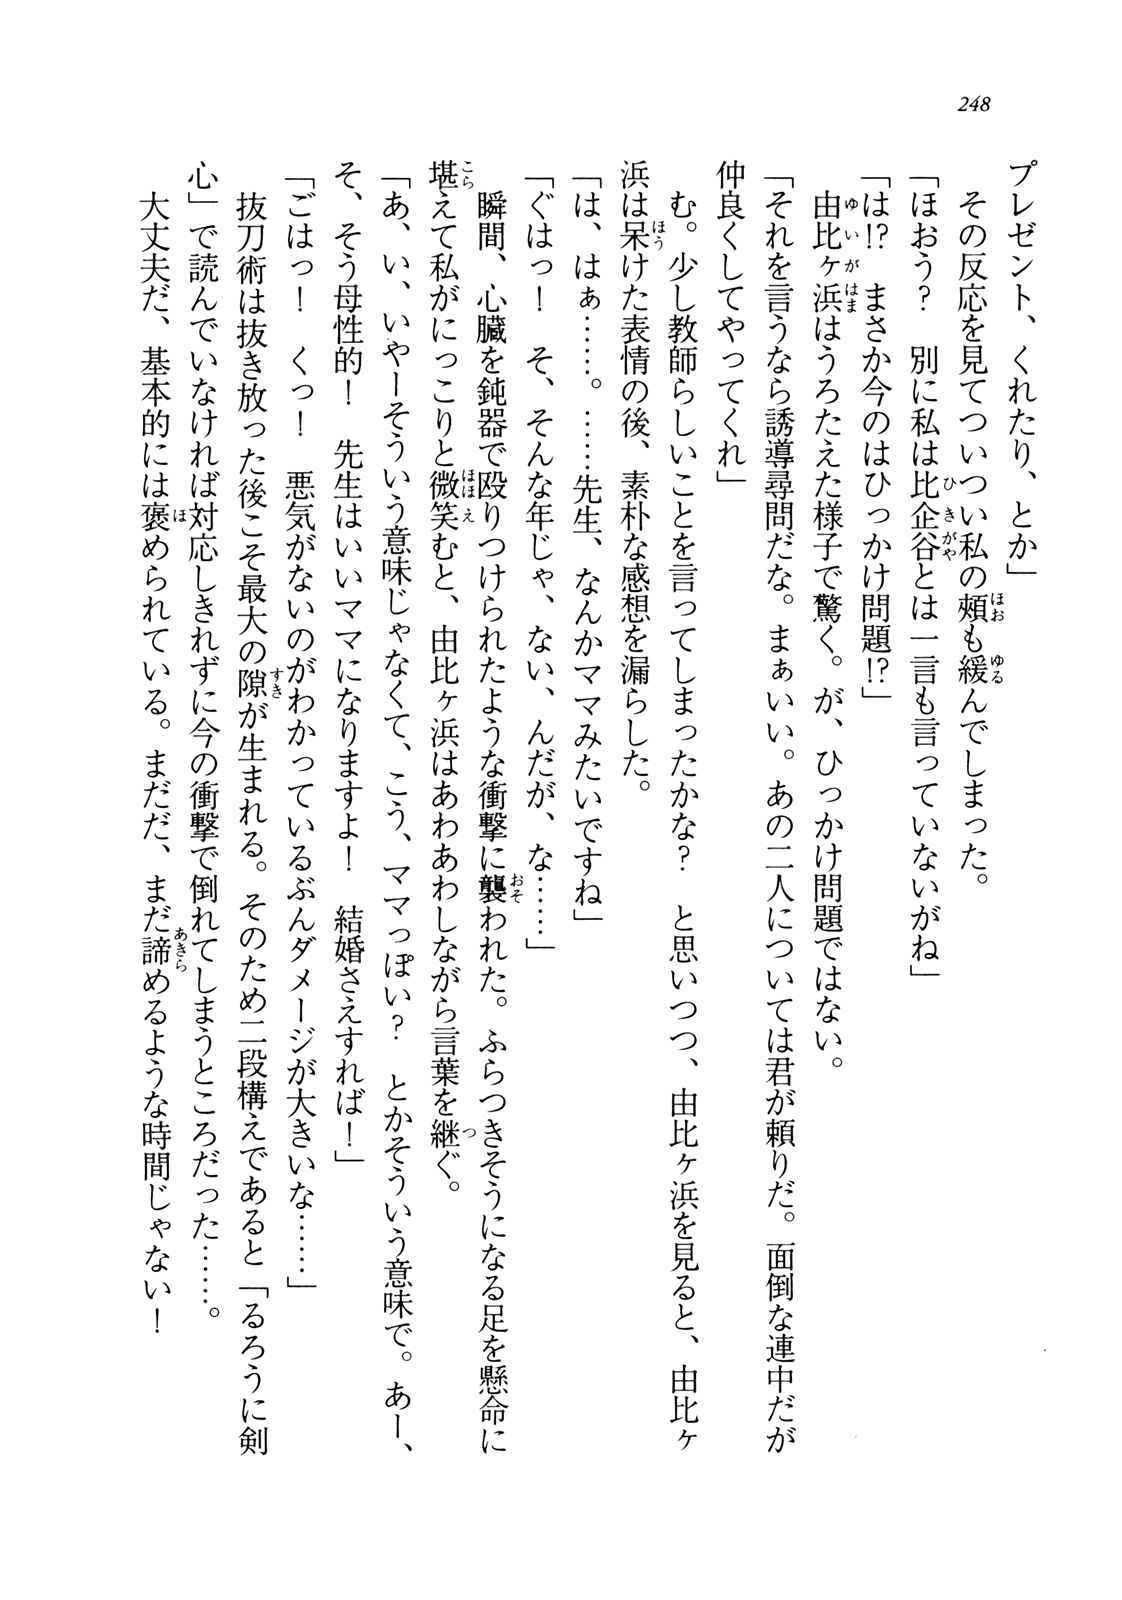 248
プレゼント、くれたり、とか」
　その反応を見てついつい私の頬も緩んでしまった。
「ほおう？　別に私は比企谷とは一言も言っていないがね」
「は!?　まさか今のはひっかけ問題!?」
　由比ヶ浜はうろたえた様子で驚く。が、ひっかけ問題ではない。
「それを言うなら誘導尋問だな。まぁいい。あの二人については君が頼りだ。面倒な連中だが
仲良くしてやってくれ」
　む。少し教師らしいことを言ってしまったかな？　と思いつつ、由比ヶ浜を見ると、由比ヶ
浜は呆けた表情の後、素朴な感想を漏らした。
「は、はぁ……。……先生、なんかママみたいですね」
「ぐはっ！　そ、そんな年じゃ、ない、んだが、な……」
　瞬間、心臓を鈍器で殴りつけられたような衝撃に襲われた。ふらつきそうになる足を懸命に
堪えて私がにっこりと微笑むと、由比ヶ浜はあわあわしながら言葉を継ぐ。
「あ、い、いやーそういう意味じゃなくて、こう、ママっぽい？　とかそういう意味で。あー、
そ、そう母性的！　先生はいいママになりますよ！　結婚さえすれば！」
「ごはっ！　くっ！　悪気がないのがわかっているぶんダメージが大きいな……」
　抜刀術は抜き放った後こそ最大の隙が生まれる。そのため二段構えであると「るろうに剣
心」で読んでいなければ対応しきれずに今の衝撃で倒れてしまうところだった……。
　大丈夫だ、基本的には褒められている。まだだ、まだ諦めるような時間じゃない！